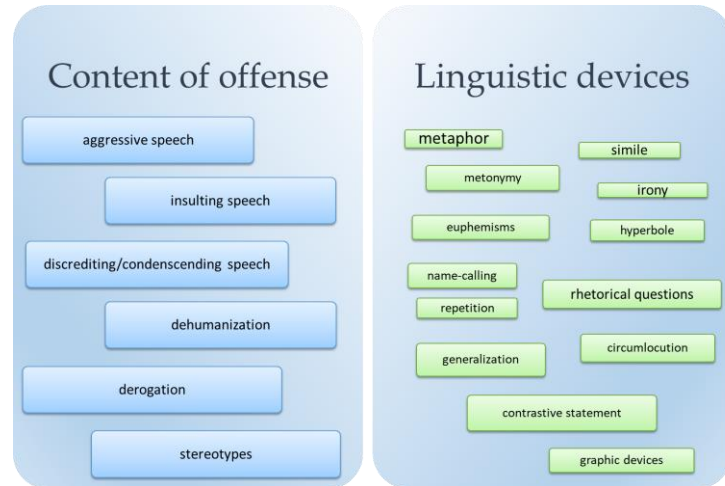 Content of offense
aggressive speech
insulting speech
discrediting/condenscending speech
dehumanization
derogation
stereotypes
Linguistic devices
metaphor
simile
metonymy
irony
euphemisms
hyperbole
name-calling
rhetorical questions
repetition
circumlocution
generalization
contrastive statement
graphic devices